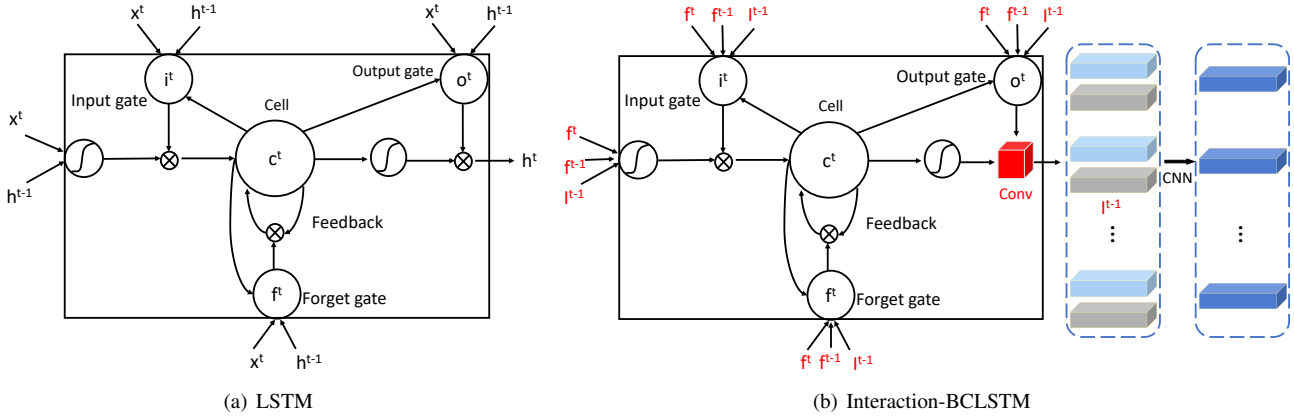 x^t h^{t-1}
x^t h^{t-1}
i^t
Output gate
o^t
Input gate
Cell
x^t
h^{t-1}
c^t
h^t
Feedback
f^t
Forget gate
x^t h^{t-1}
(a) LSTM
f^t f^{t-1} I^{t-1}
f^t f^{t-1} I^{t-1}
i^t
Output gate
o^t
Input gate
Cell
f^t
f^{t-1}
I^{t-1}
c^t
Conv
Feedback
f^t
Forget gate
f^t f^{t-1} I^{t-1}
I^{t-1}
...
CNN
...
(b) Interaction-BCLSTM